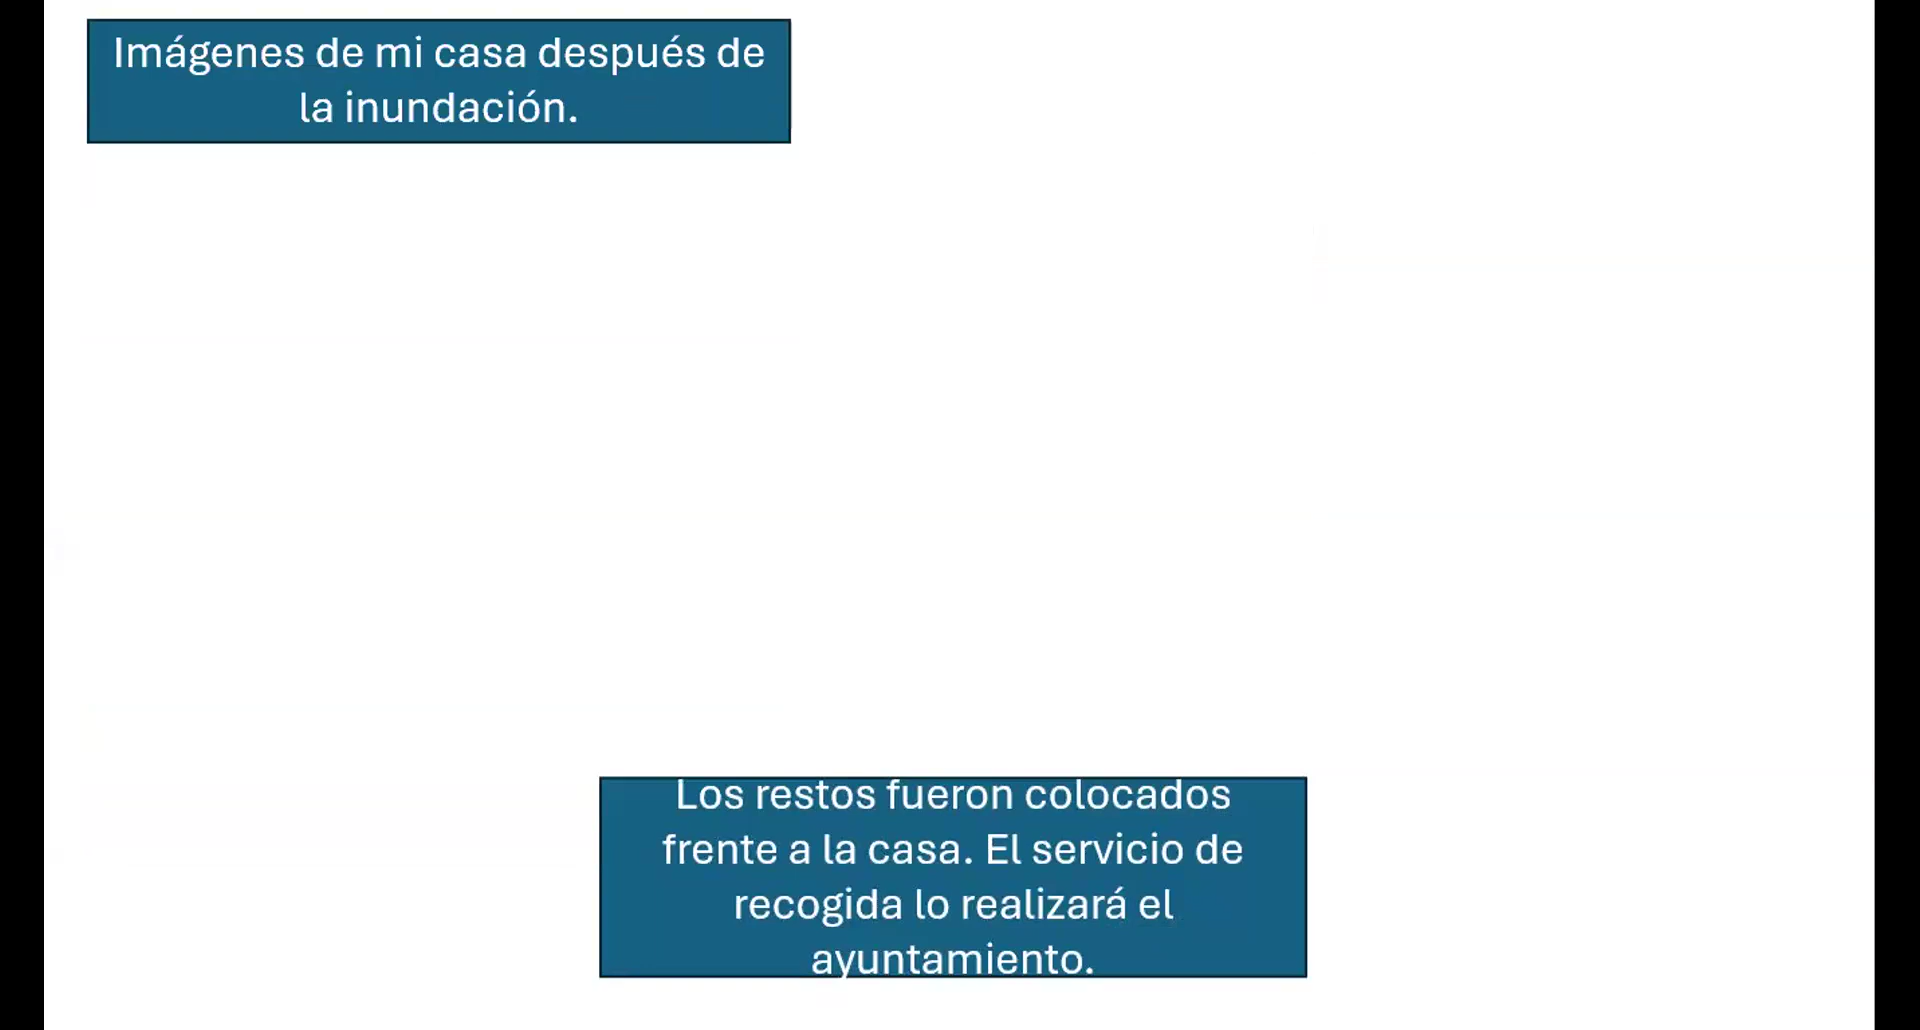 Imágenes de mi casa después de
la inundación.
Los restos fueron colocados
frente a la casa. El servicio de
recogida lo realizará el
ayuntamiento.